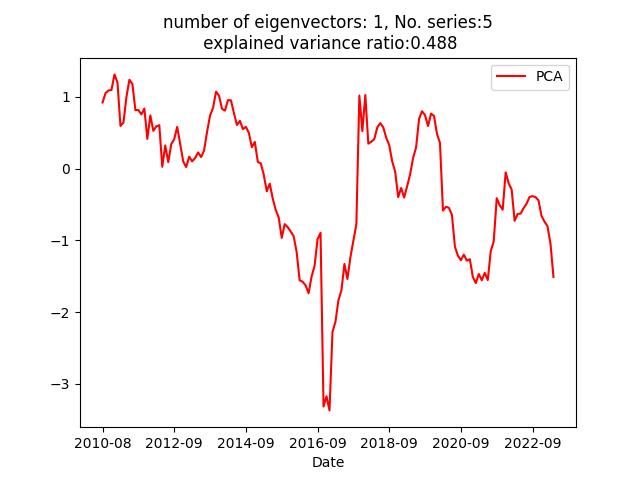 number of eigenvectors: 1, No. series:5
explained variance ratio:0.488
PCA
1
0
−1
−2
−3
2010-08 2012-09 2014-09 2016-09 2018-09 2020-09 2022-09
Date